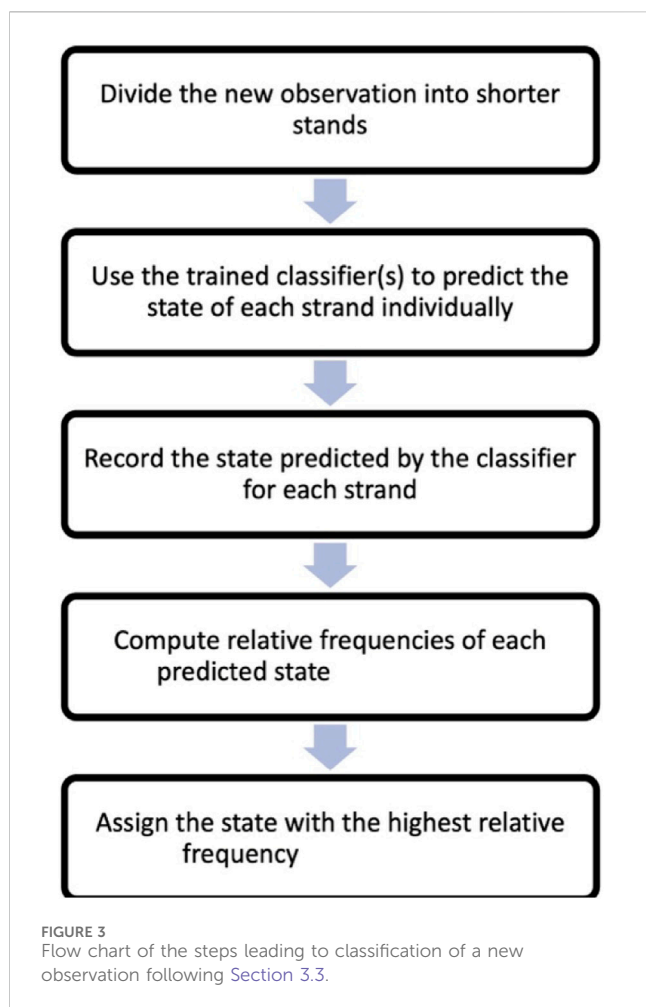 Divide the new observation into shorter
stands
Use the trained classifier(s) to predict the
state of each strand individually
Record the state predicted by the classifier
for each strand
Compute relative frequencies of each
predicted state
Assign the state with the highest relative
frequency
FIGURE 3
Flow chart of the steps leading to classification of a new
observation following Section 3.3.